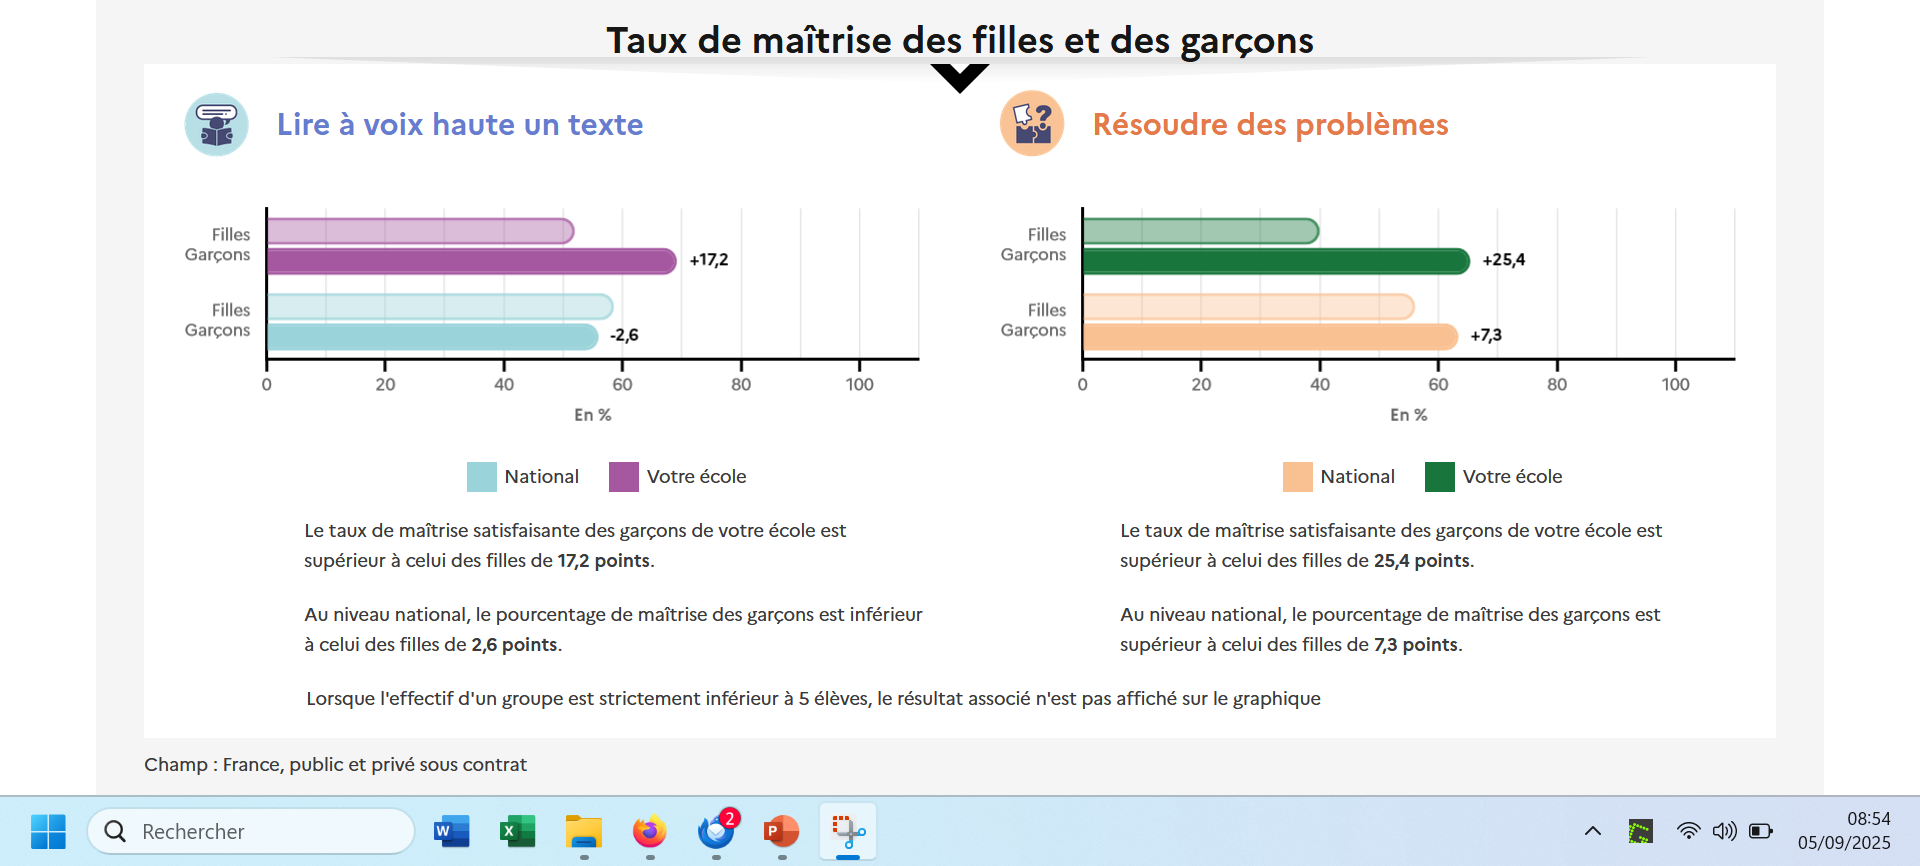 Taux de maîtrise des filles et des garçons
Lire à voix haute un texte
Filles
Garçons
+17,2
Filles
Garçons
-2,6
0 20 40 60 80 100
En %
National Votre école
Le taux de maîtrise satisfaisante des garçons de votre école est
supérieur à celui des filles de 17,2 points.
Au niveau national, le pourcentage de maîtrise des garçons est inférieur
à celui des filles de 2,6 points.
Résoudre des problèmes
Filles
Garçons
+25,4
Filles
Garçons
+7,3
0 20 40 60 80 100
En %
National Votre école
Le taux de maîtrise satisfaisante des garçons de votre école est
supérieur à celui des filles de 25,4 points.
Au niveau national, le pourcentage de maîtrise des garçons est
supérieur à celui des filles de 7,3 points.
Lorsque l'effectif d'un groupe est strictement inférieur à 5 élèves, le résultat associé n'est pas affiché sur le graphique
Champ : France, public et privé sous contrat
Rechercher
W
X
2
P
08:54
05/09/2025